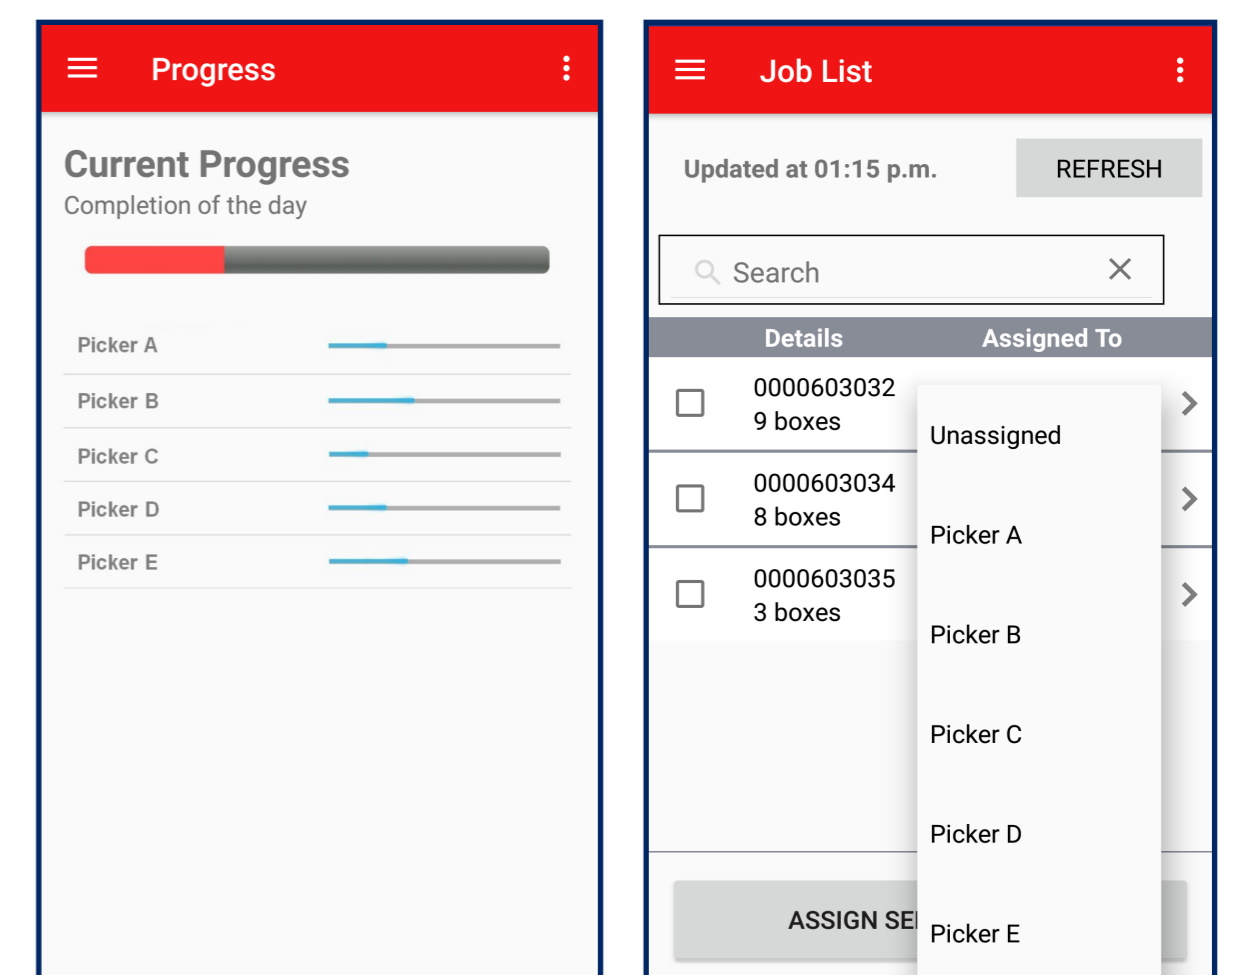 Progress
Current Progress
Completion of the day
Picker A
Picker B
Picker C
Picker D
Picker E
Job List
Updated at 01:15 p.m.
REFRESH
Search
Details Assigned To
0000603032
9 boxes
0000603034
8 boxes
0000603035
3 boxes
Unassigned
Picker A
Picker B
Picker C
Picker D
Picker E
ASSIGN